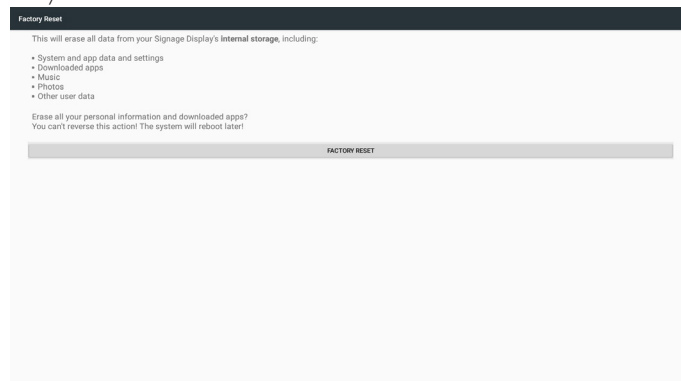 Factory Reset
This will erase all data from your Signage Display's internal storage, including:
• System and app data and settings
• Downloaded apps
• Music
• Photos
• Other user data
Erase all your personal information and downloaded apps?
You can't reverse this action! The system will reboot later!
FACTORY RESET